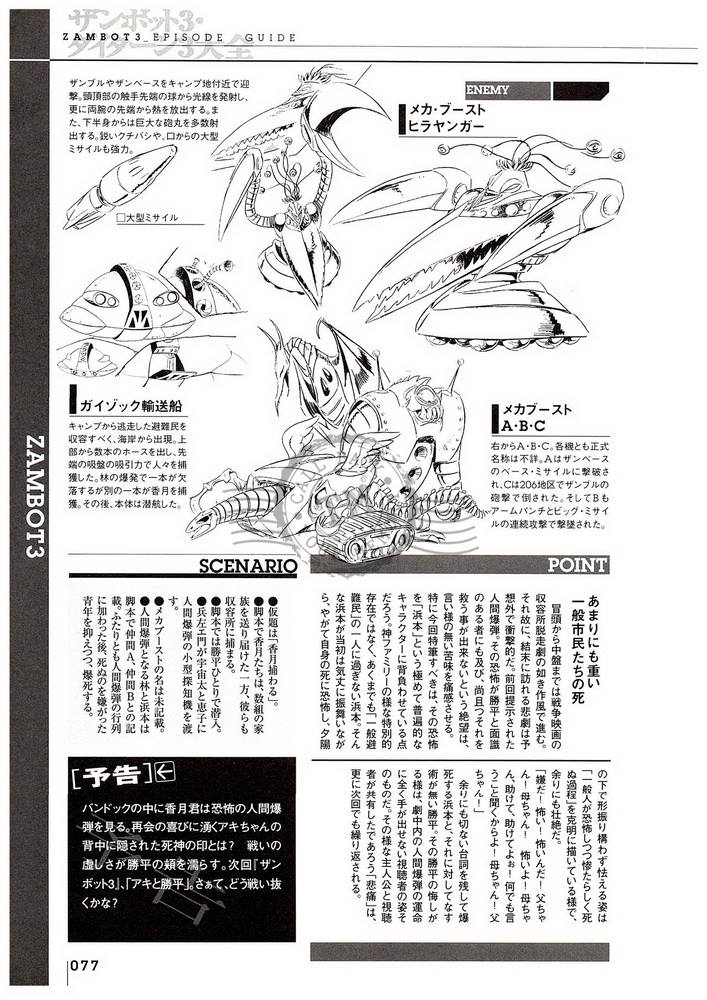 ザンボット3・
ダイターン3大全
ZAMBOT3_EPISODE GUIDE
ザンブルやザンベースをキャンプ地付近で迎
撃。頭頂部の触手先端の球から光線を発射し、
更に両腕の先端から熱を放出する。ま
た、下半身からは巨大な砲丸を多数射
出する。鋭いクチバシや、口からの大型
ミサイルも強力。
□大型ミサイル
ENEMY
メカ・ブースト
ヒラヤンガー
ガイゾック輸送船
キャンプから逃走した避難民を
収容すべく、海岸から出現。上
部から数本のホースを出し、先
端の吸盤の吸引力で人々を捕
獲した。林の爆発で一本が欠
落するが別の一本が香月を捕
獲。その後、本体は潜航した。
メカブースト
A・B・C
右からA・B・C。各機とも正式
名称は不詳。Aはザンベース
のベース・ミサイルに撃破さ
れ、Cは206地区でザンブルの
砲撃で倒された。そしてBも
アームパンチとビッグ・ミサイ
ルの連続攻撃で撃墜された。
ZAMBOT3
POINT
あまりにも重い
一般市民たちの死
冒頭から中盤までは戦争映画の
収容所脱走劇の如き作風で進む。
それ故に、結末に訪れる悲劇は予
想外で衝撃的だ。前回提示された
人間爆弾。その恐怖が勝平と面識
のある者にも及び、尚且つそれを
救う事が出来ないという絶望は、
言い様の無い苦味を痛感させる。
特に今回特筆すべきは、その恐怖
を「浜本」という極めて普遍的な
キャラクターに背負わせている点
だろう。神ファミリーの様な特別的
存在ではなく、あくまでも「一般避
難民」の一人に過ぎない浜本。そん
な浜本が当初は気丈に振舞いなが
ら、やがて自身の死に恐怖し、夕陽
の下で形振り構わず怯える姿は
「一般人が恐怖しつつ惨たらしく死
ぬ過程」を克明に描いている様で、
余りにも壮絶だ。
「嫌だ！怖い！怖いんだ！父ちゃ
ん！母ちゃん！怖いよ！母ちゃ
ん、助けて、助けてよぉ！何でも言
うこと聞くからよ！母ちゃん！父
ちゃん！」
余りにも切ない台詞を残して爆
死する浜本と、それに対してなす
術が無い勝平。その勝平の悔しが
る様は、劇中内の人間爆弾の運命
に全く手が出せない視聴者の姿そ
のものだ。その様な主人公と視聴
者が共有したであろう「悲痛」は、
更に次回でも繰り返される。
SCENARIO
●仮題は「香月捕わる」。
●脚本で香月たちは、数組の家
族を送り届けた一方、彼らも
収容所に捕まる。
●脚本では勝平ひとりで潜入。
●兵左エ門が宇宙太と恵子に
人間爆弾の小型探知機を渡
す。
●メカブーストの名は未記載。
●人間爆弾となる林と浜本は
脚本で仲間A、仲間Bとの記
載。ふたりとも人間爆弾の行列
に加わった後、死ぬのを嫌がった
青年を抑えつつ、爆死する。
[予告]←
バンドックの中に香月君は恐怖の人間爆
弾を見る。再会の喜びに湧くアキちゃんの
背中に隠された死神の印とは？　戦いの
虚しさが勝平の頬を濡らす。次回『ザン
ボット3』、「アキと勝平」。さぁて、どう戦い抜
くかな？
077